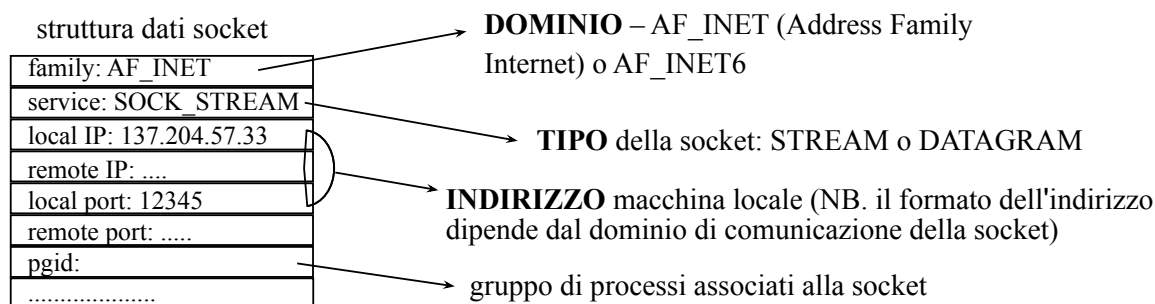 struttura dati socket
family: AF_INET
service: SOCK_STREAM
local IP: 137.204.57.33
remote IP: ....
local port: 12345
remote port: .....
pgid:
...................
DOMINIO – AF_INET (Address Family
Internet) o AF_INET6
TIPO della socket: STREAM o DATAGRAM
INDIRIZZO macchina locale (NB. il formato dell'indirizzo
dipende dal dominio di comunicazione della socket)
gruppo di processi associati alla socket